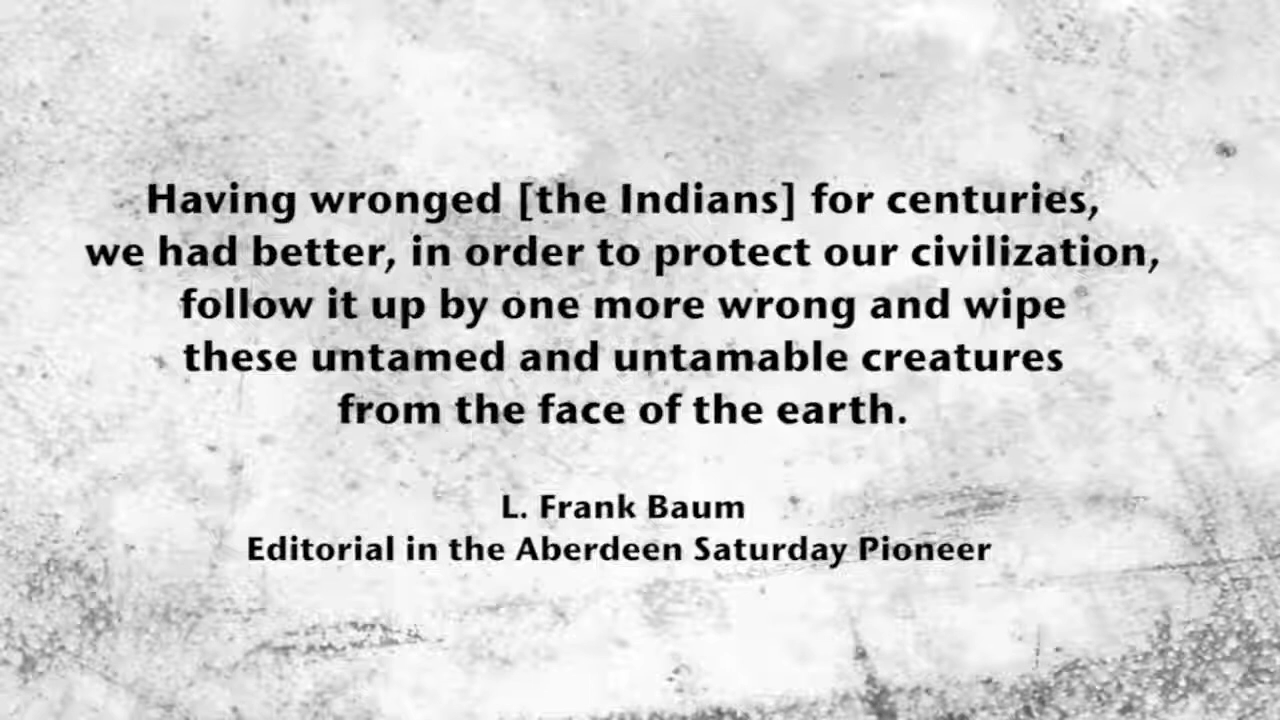 Having wronged [the Indians] for centuries,
we had better, in order to protect our civilization,
follow it up by one more wrong and wipe
these untamed and untamable creatures
from the face of the earth.
L. Frank Baum
Editorial in the Aberdeen Saturday Pioneer